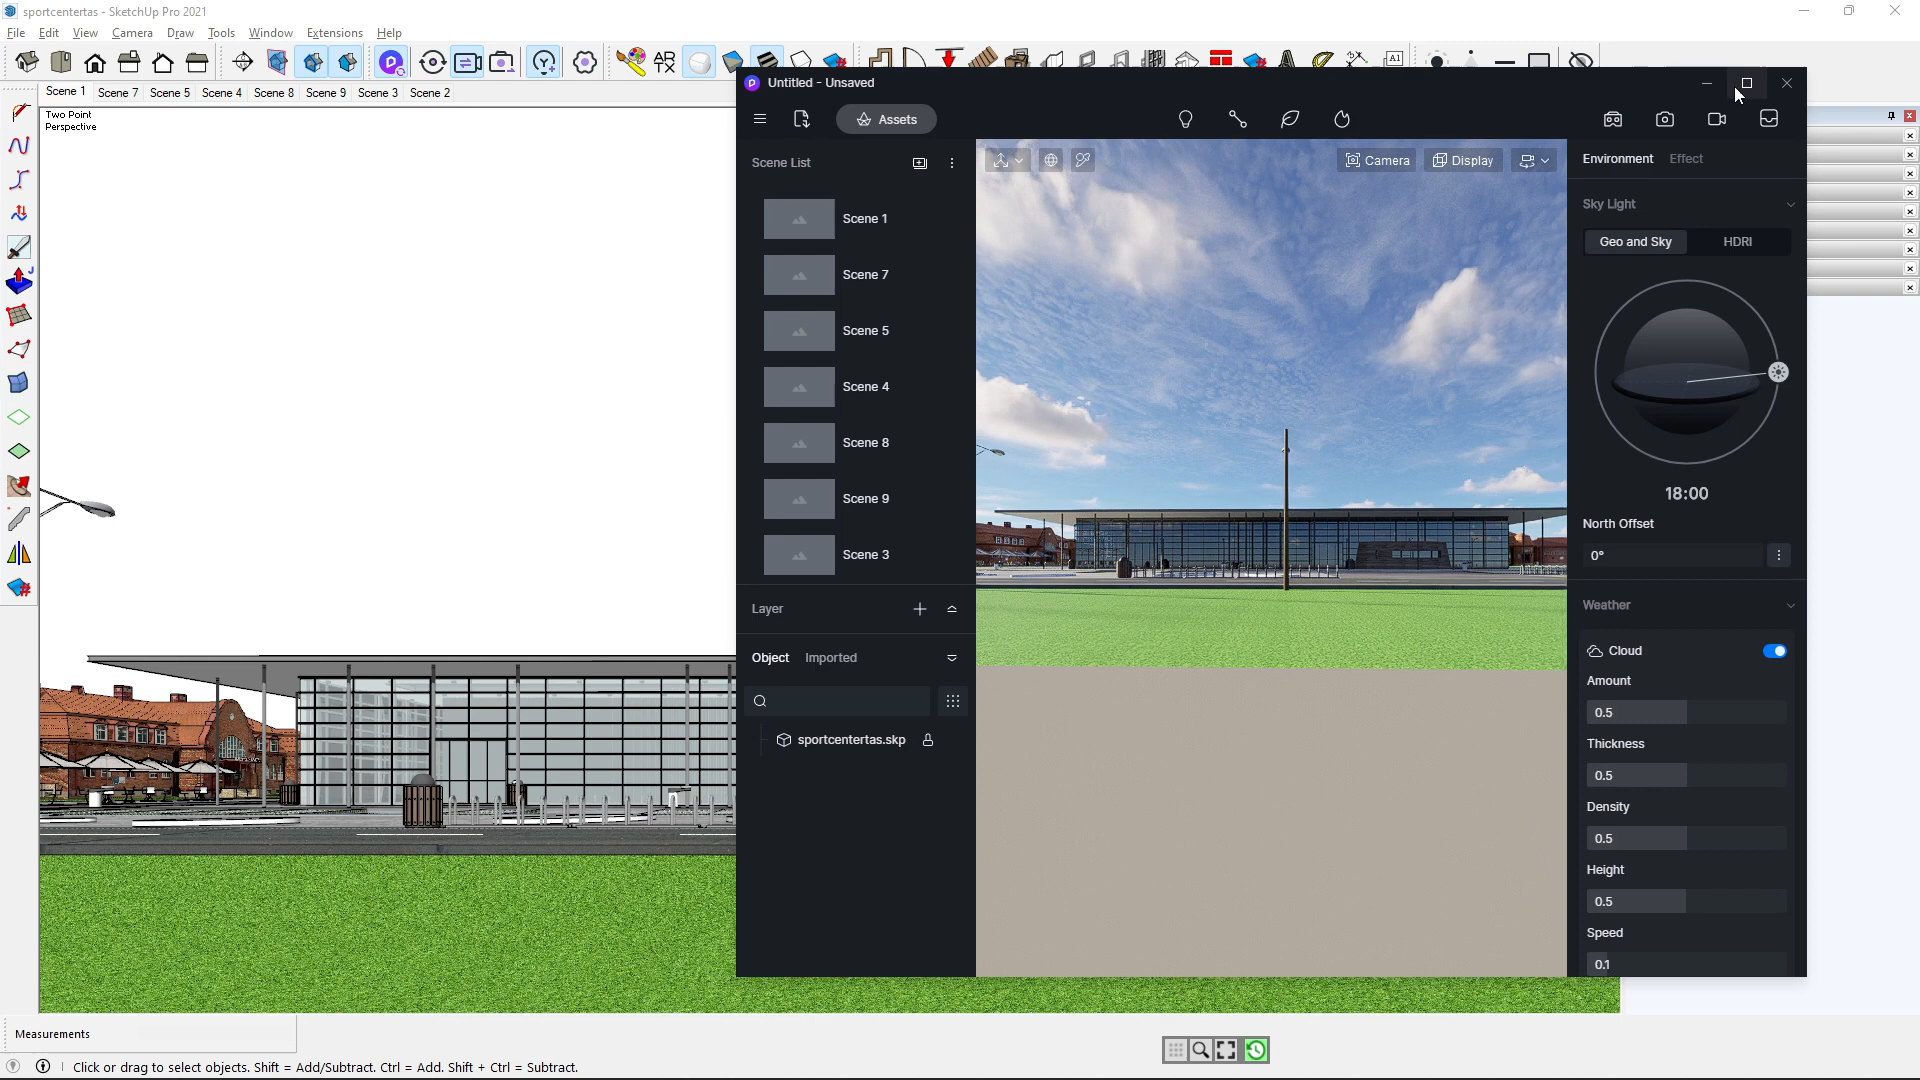 sportcentertas - SketchUp Pro 2021
File Edit View Camera Draw Tools Window Extensions Help
AR
TX
A1
Scene 1 Scene 7 Scene 5 Scene 4 Scene 8 Scene 9 Scene 3 Scene 2
Two Point
Perspective
Untitled - Unsaved
Assets
Scene List
Scene 1
Scene 7
Scene 5
Scene 4
Scene 8
Scene 9
Scene 3
Layer
Object Imported
sportcentertas.skp
Camera Display
Environment Effect
Sky Light
Geo and Sky HDRI
18:00
North Offset
0°
Weather
Cloud
Amount
0.5
Thickness
0.5
Density
0.5
Height
0.5
Speed
0.1
Measurements
Click or drag to select objects. Shift = Add/Subtract. Ctrl = Add. Shift + Ctrl = Subtract.